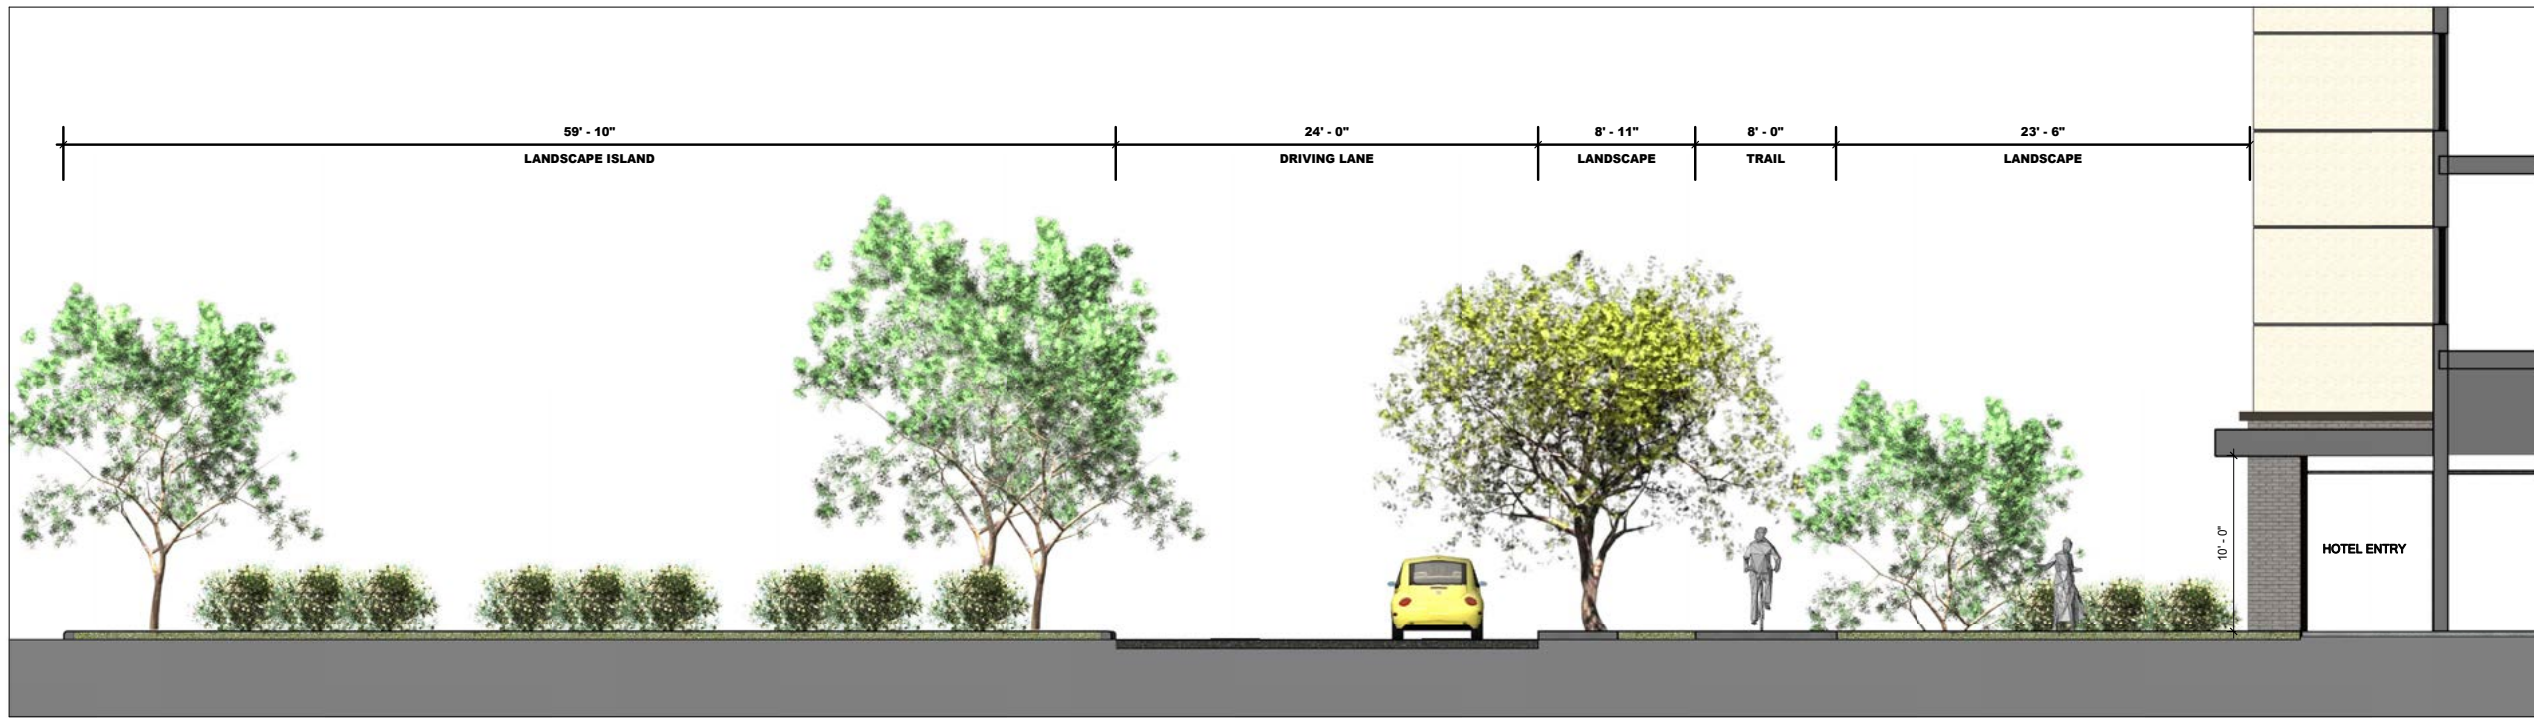 59' - 10"
LANDSCAPE ISLAND
24' - 0"
DRIVING LANE
8' - 11"
LANDSCAPE
8' - 0"
TRAIL
23' - 6"
LANDSCAPE
10' - 0"
HOTEL ENTRY